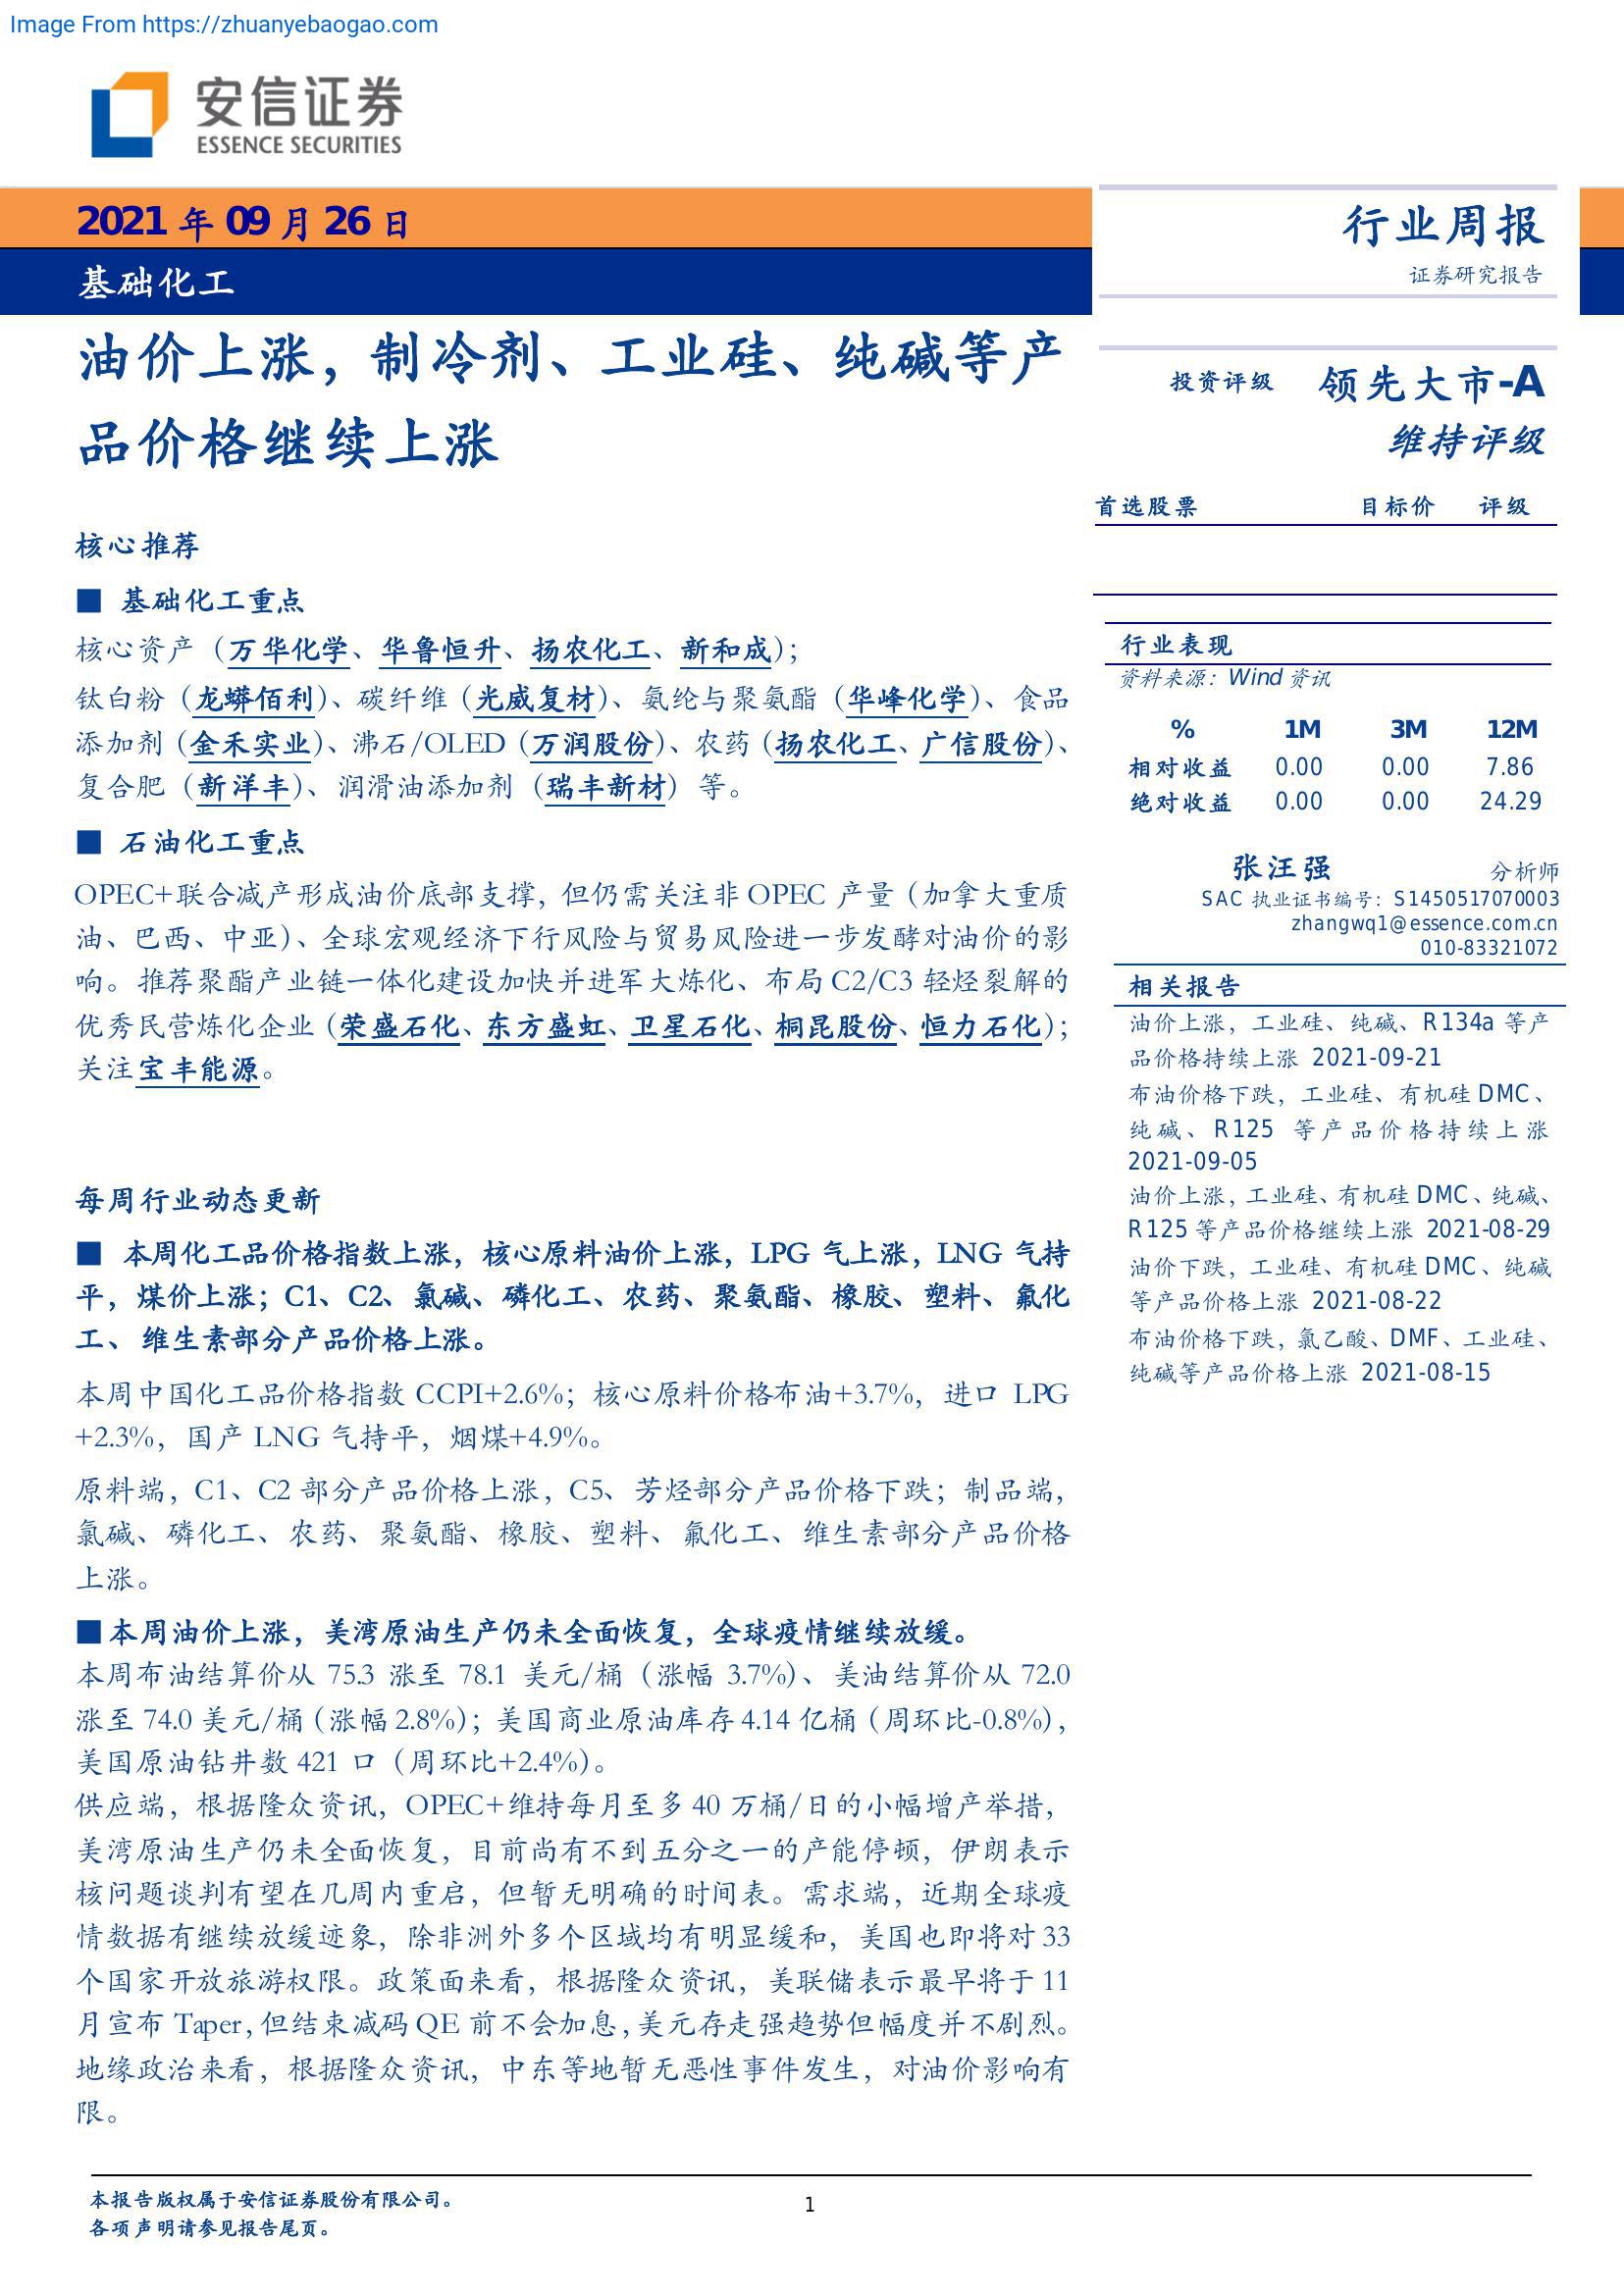 Image From https://zhuanyebaogao.com
安信证券
ESSENCE SECURITIES
2021 年 09 月 26 日
基础化工
行业周报
证券研究报告
油价上涨，制冷剂、工业硅、纯碱等产
品价格继续上涨
核心推荐
■ 基础化工重点
核心资产（万华化学、华鲁恒升、扬农化工、新和成）；
钛白粉（龙蟒佰利）、碳纤维（光威复材）、氨纶与聚氨酯（华峰化学）、食品
添加剂（金禾实业）、沸石/OLED（万润股份）、农药（扬农化工、广信股份）、
复合肥（新洋丰）、润滑油添加剂（瑞丰新材）等。
■ 石油化工重点
OPEC+联合减产形成油价底部支撑，但仍需关注非 OPEC 产量（加拿大重质
油、巴西、中亚）、全球宏观经济下行风险与贸易风险进一步发酵对油价的影
响。推荐聚酯产业链一体化建设加快并进军大炼化、布局 C2/C3 轻烃裂解的
优秀民营炼化企业（荣盛石化、东方盛虹、卫星石化、桐昆股份、恒力石化）；
关注宝丰能源。
每周行业动态更新
■ 本周化工品价格指数上涨，核心原料油价上涨，LPG 气上涨，LNG 气持
平，煤价上涨；C1、C2、氯碱、磷化工、农药、聚氨酯、橡胶、塑料、氟化
工、维生素部分产品价格上涨。
本周中国化工品价格指数 CCPI+2.6%；核心原料价格布油+3.7%，进口 LPG
+2.3%，国产 LNG 气持平，烟煤+4.9%。
原料端，C1、C2 部分产品价格上涨，C5、芳烃部分产品价格下跌；制品端，
氯碱、磷化工、农药、聚氨酯、橡胶、塑料、氟化工、维生素部分产品价格
上涨。
■本周油价上涨，美湾原油生产仍未全面恢复，全球疫情继续放缓。
本周布油结算价从 75.3 涨至 78.1 美元/桶（涨幅 3.7%）、美油结算价从 72.0
涨至 74.0 美元/桶（涨幅 2.8%）；美国商业原油库存 4.14 亿桶（周环比-0.8%），
美国原油钻井数 421 口（周环比+2.4%）。
供应端，根据隆众资讯，OPEC+维持每月至多 40 万桶/日的小幅增产举措，
美湾原油生产仍未全面恢复，目前尚有不到五分之一的产能停顿，伊朗表示
核问题谈判有望在几周内重启，但暂无明确的时间表。需求端，近期全球疫
情数据有继续放缓迹象，除非洲外多个区域均有明显缓和，美国也即将对 33
个国家开放旅游权限。政策面来看，根据隆众资讯，美联储表示最早将于 11
月宣布 Taper，但结束减码 QE 前不会加息，美元存走强趋势但幅度并不剧烈。
地缘政治来看，根据隆众资讯，中东等地暂无恶性事件发生，对油价影响有
限。
投资评级 领先大市-A
维持评级
首选股票 目标价 评级
行业表现
资料来源：Wind 资讯
% 1M 3M 12M
相对收益 0.00 0.00 7.86
绝对收益 0.00 0.00 24.29
张汪强 分析师
SAC 执业证书编号：S1450517070003
zhangwq1@essence.com.cn
010-83321072
相关报告
油价上涨，工业硅、纯碱、R134a 等产
品价格持续上涨 2021-09-21
布油价格下跌，工业硅、有机硅 DMC、
纯碱、R125 等产品价格持续上涨
2021-09-05
油价上涨，工业硅、有机硅 DMC、纯碱、
R125 等产品价格继续上涨 2021-08-29
油价下跌，工业硅、有机硅 DMC、纯碱
等产品价格上涨 2021-08-22
布油价格下跌，氯乙酸、DMF、工业硅、
纯碱等产品价格上涨 2021-08-15
本报告版权属于安信证券股份有限公司。
各项声明请参见报告尾页。
1